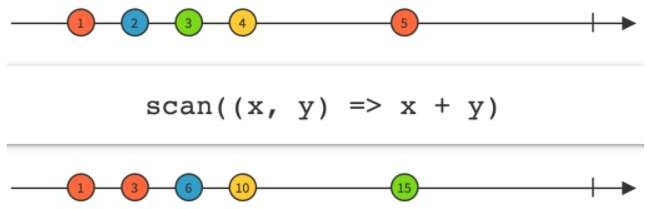 1 2 3 4 5
scan((x, y) => x + y)
1 3 6 10 15